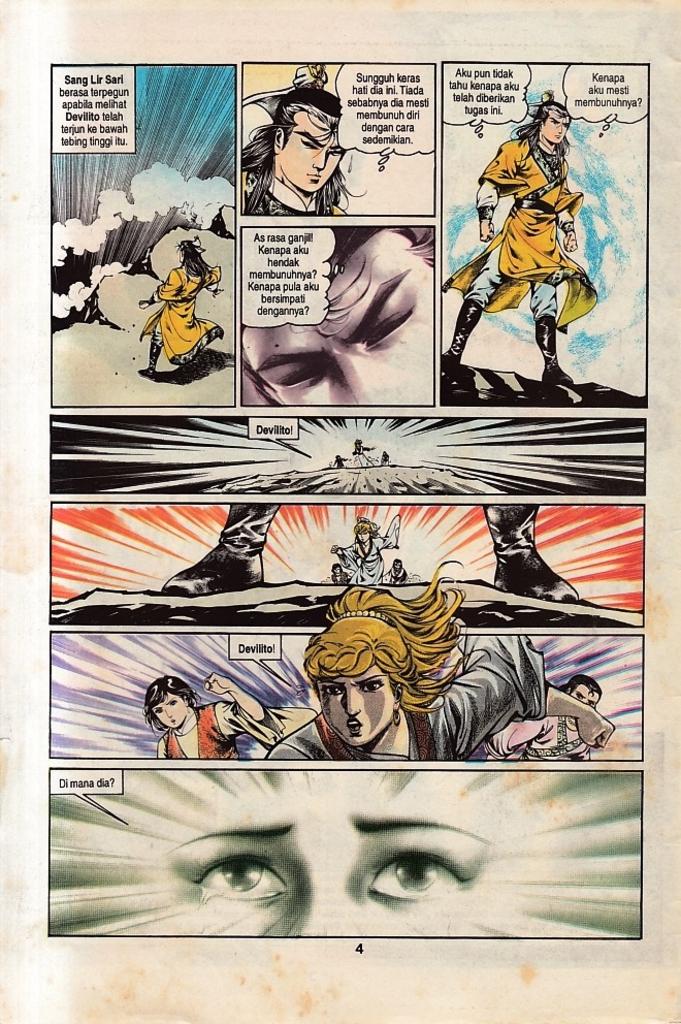 Sang Lir Sari
berasa terpegun
apabila melihat
Devilito telah
terjun ke bawah
tebing tinggi itu.
Sungguh keras
hati dia ini. Tiada
sebabnya dia mesti
membunuh diri
dengan cara
sedemikian.
As rasa ganjil!
Kenapa aku
hendak
membunuhnya?
Kenapa pula aku
bersimpati
dengannya?
Aku pun tidak
tahu kenapa aku
telah diberikan
tugas ini.
Kenapa
aku mesti
membunuhnya?
Devilito!
Devilito!
Di mana dia?
4